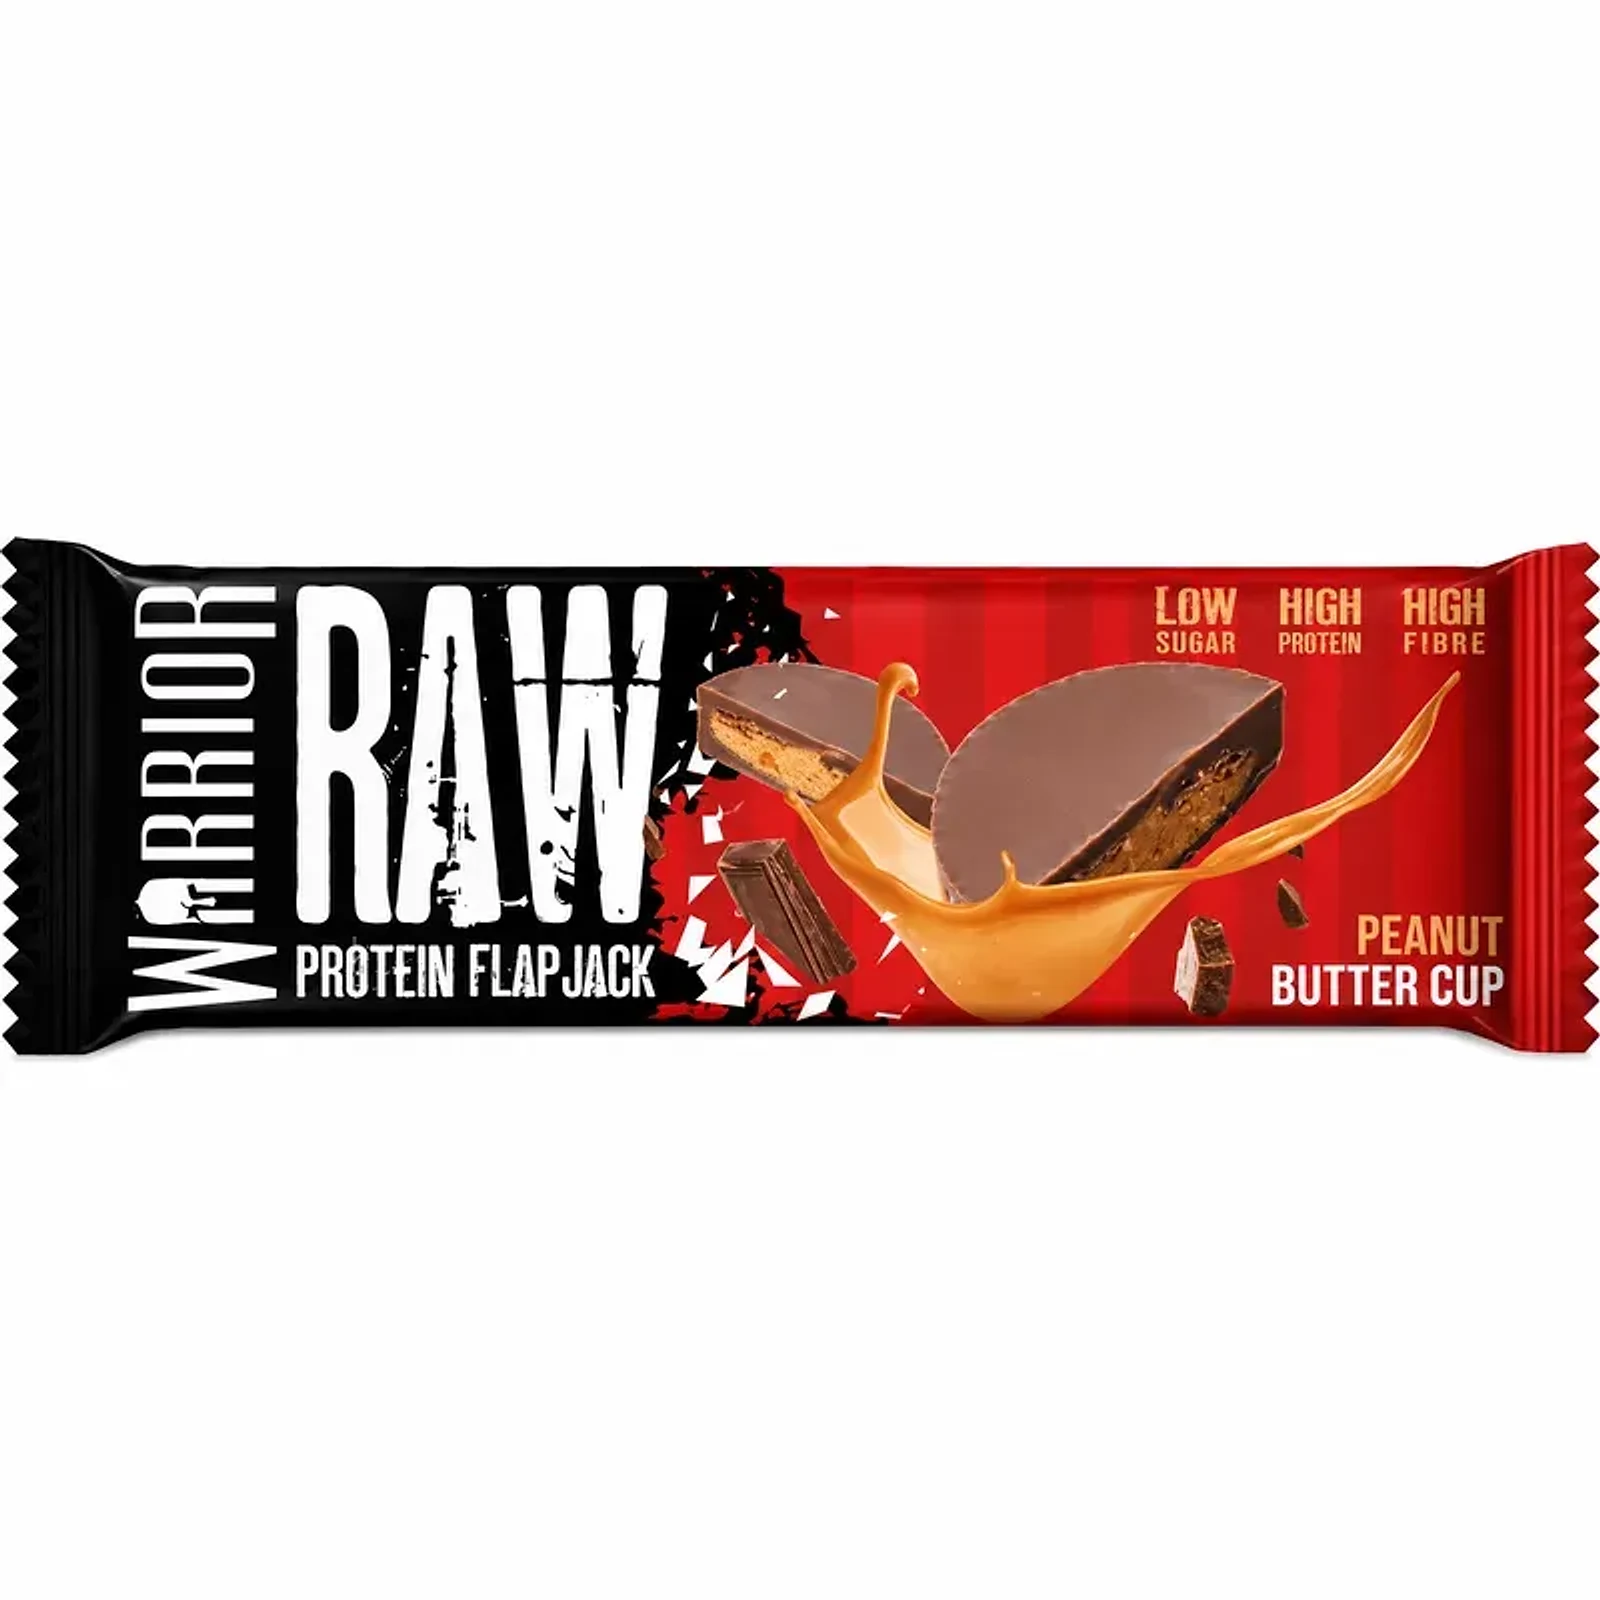 WARRIOR
RAW
PROTEIN FLAPJACK
LOW
SUGAR
HIGH
PROTEIN
HIGH
FIBRE
PEANUT
BUTTER CUP